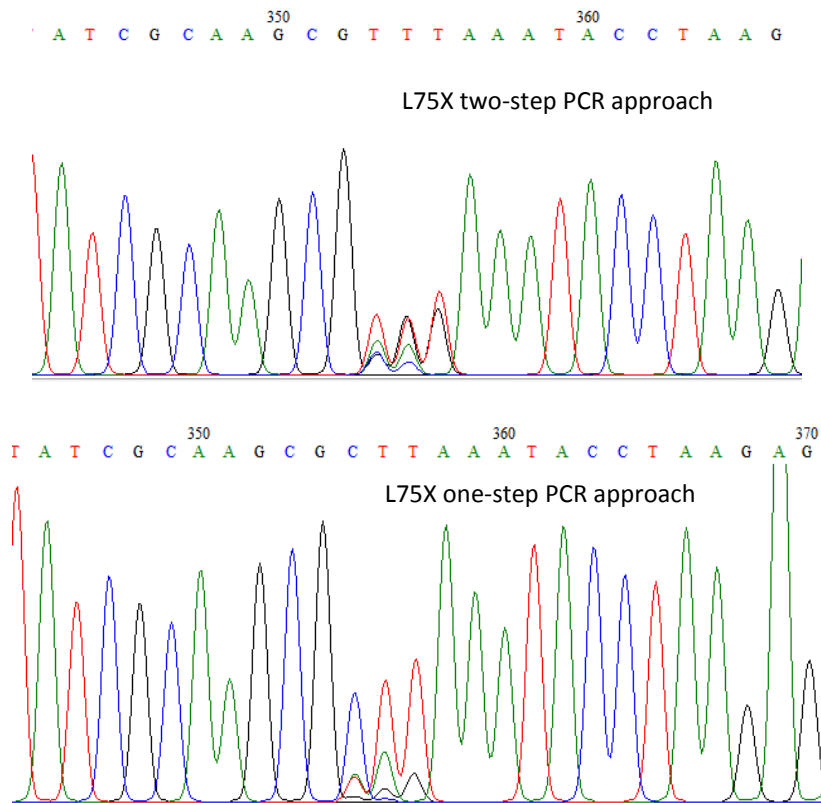 350 360
A T C G C A A G C G T T T A A A T A C C T A A G
L75X two-step PCR approach
350 360 370
T A T C G C A A G C G C T T A A A T A C C T A A G A G
L75X one-step PCR approach